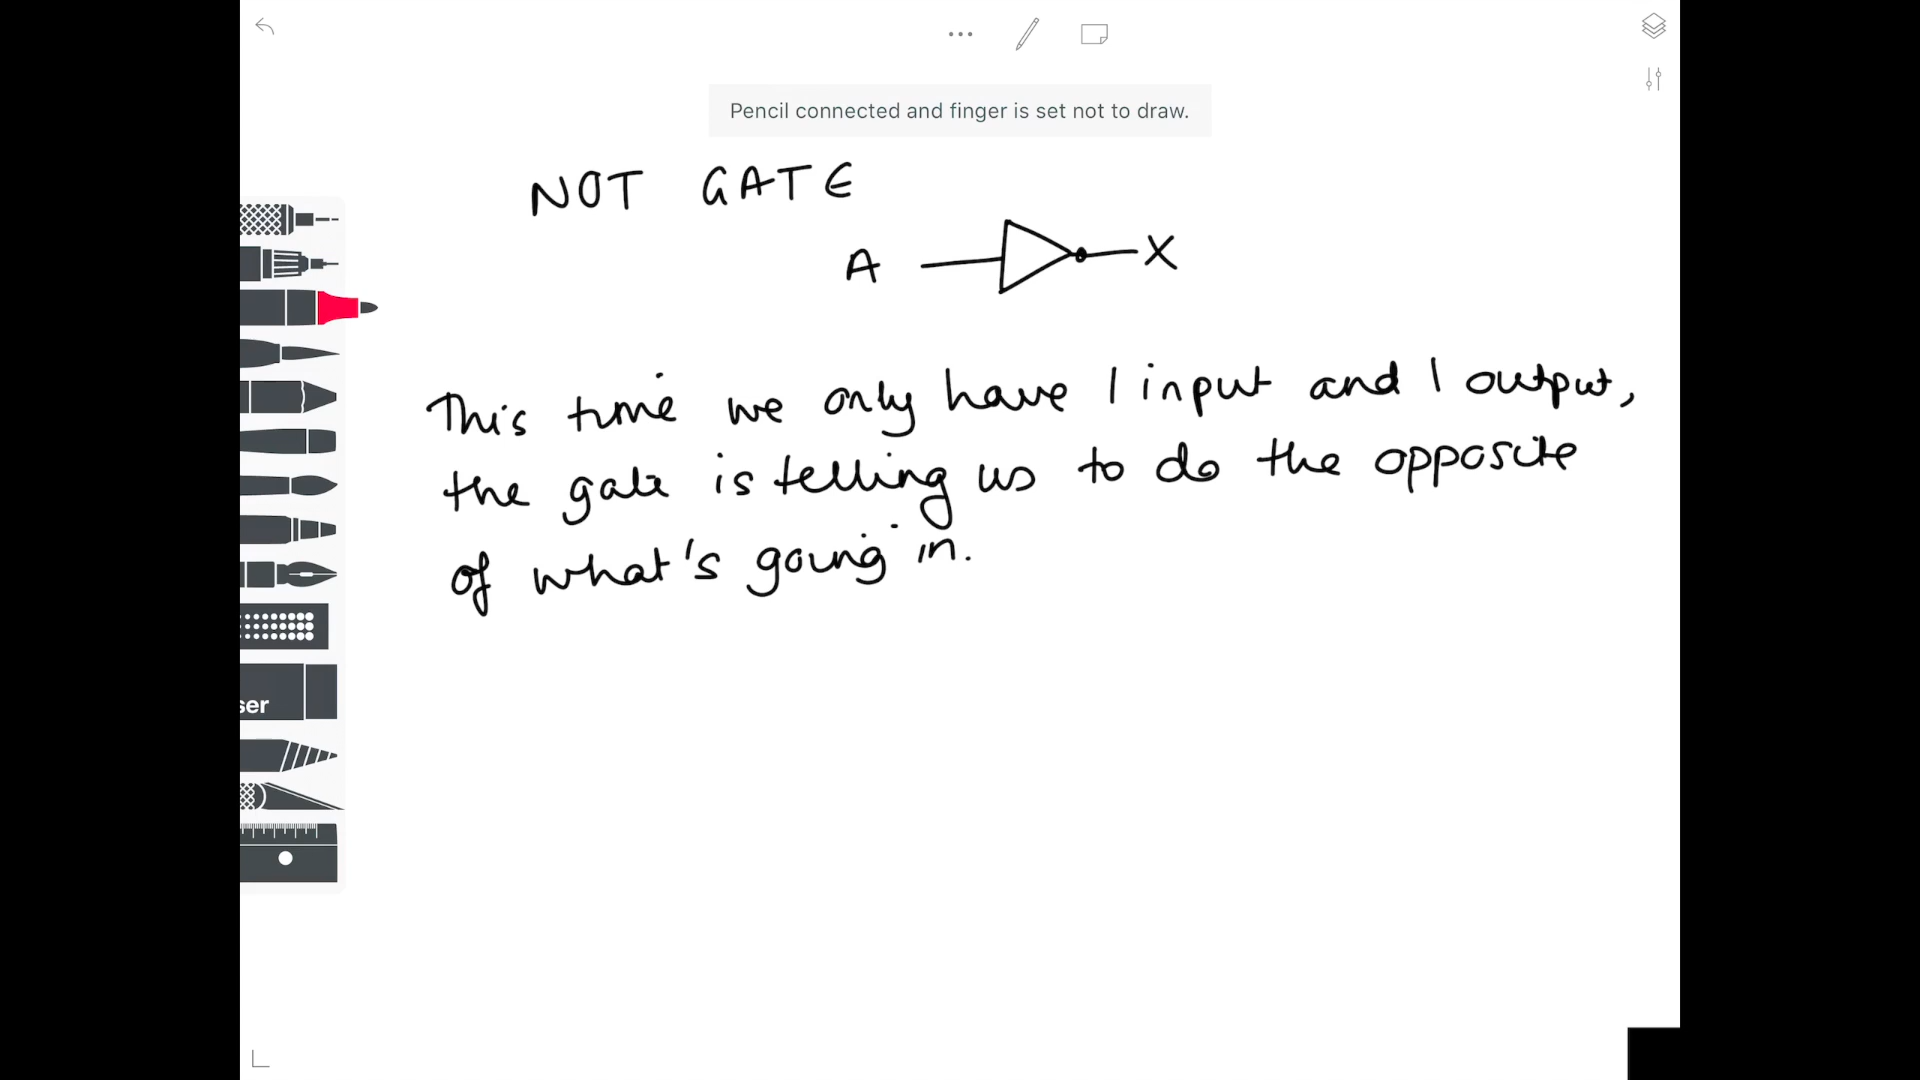 Pencil connected and finger is set not to draw.
NOT GATE
A X
This time we only have 1 input and 1 output,
the gate is telling us to do the opposite
of what's going in.
ser